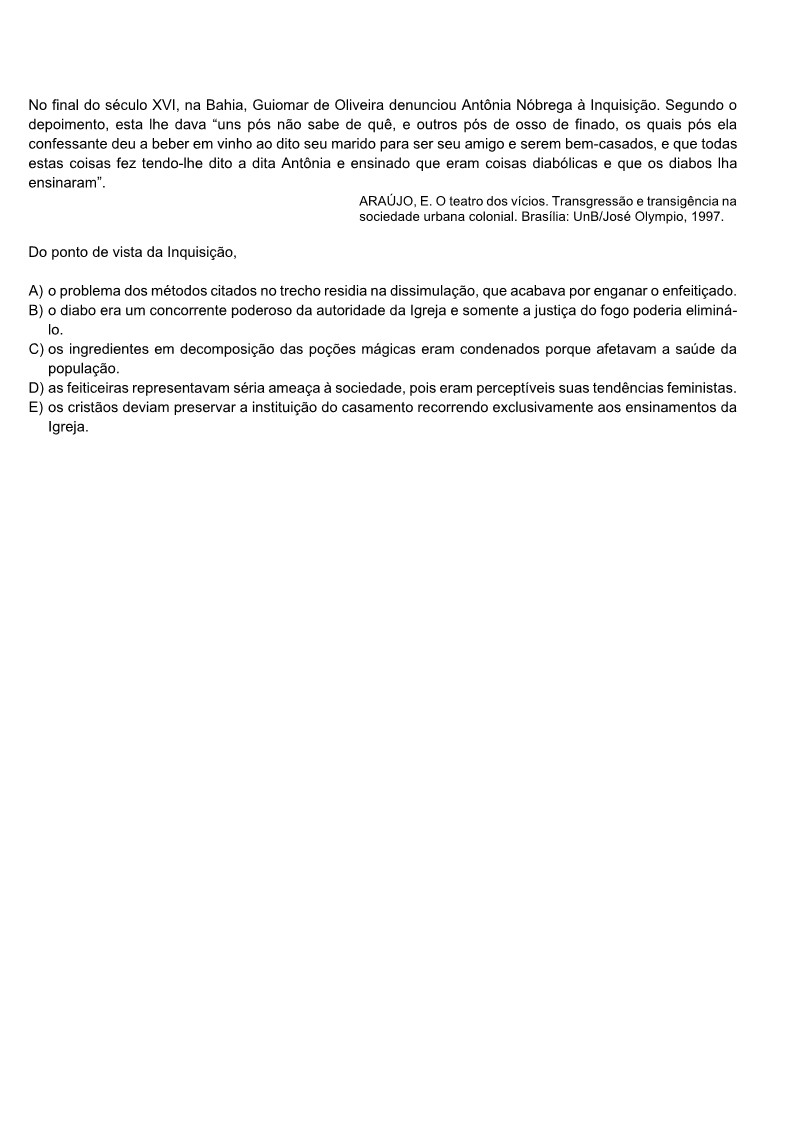 No final do século XVI, na Bahia, Guiomar de Oliveira denunciou Antônia Nóbrega à Inquisição. Segundo o
depoimento, esta lhe dava “uns pós não sabe de quê, e outros pós de osso de finado, os quais pós ela
confessante deu a beber em vinho ao dito seu marido para ser seu amigo e serem bem-casados, e que todas
estas coisas fez tendo-lhe dito a dita Antônia e ensinado que eram coisas diabólicas e que os diabos lha
ensinaram”.
ARAÚJO, E. O teatro dos vícios. Transgressão e transigência na
sociedade urbana colonial. Brasília: UnB/José Olympio, 1997.
Do ponto de vista da Inquisição,
A) o problema dos métodos citados no trecho residia na dissimulação, que acabava por enganar o enfeitiçado.
B) o diabo era um concorrente poderoso da autoridade da Igreja e somente a justiça do fogo poderia eliminá-
lo.
C) os ingredientes em decomposição das poções mágicas eram condenados porque afetavam a saúde da
população.
D) as feiticeiras representavam séria ameaça à sociedade, pois eram perceptíveis suas tendências feministas.
E) os cristãos deviam preservar a instituição do casamento recorrendo exclusivamente aos ensinamentos da
Igreja.